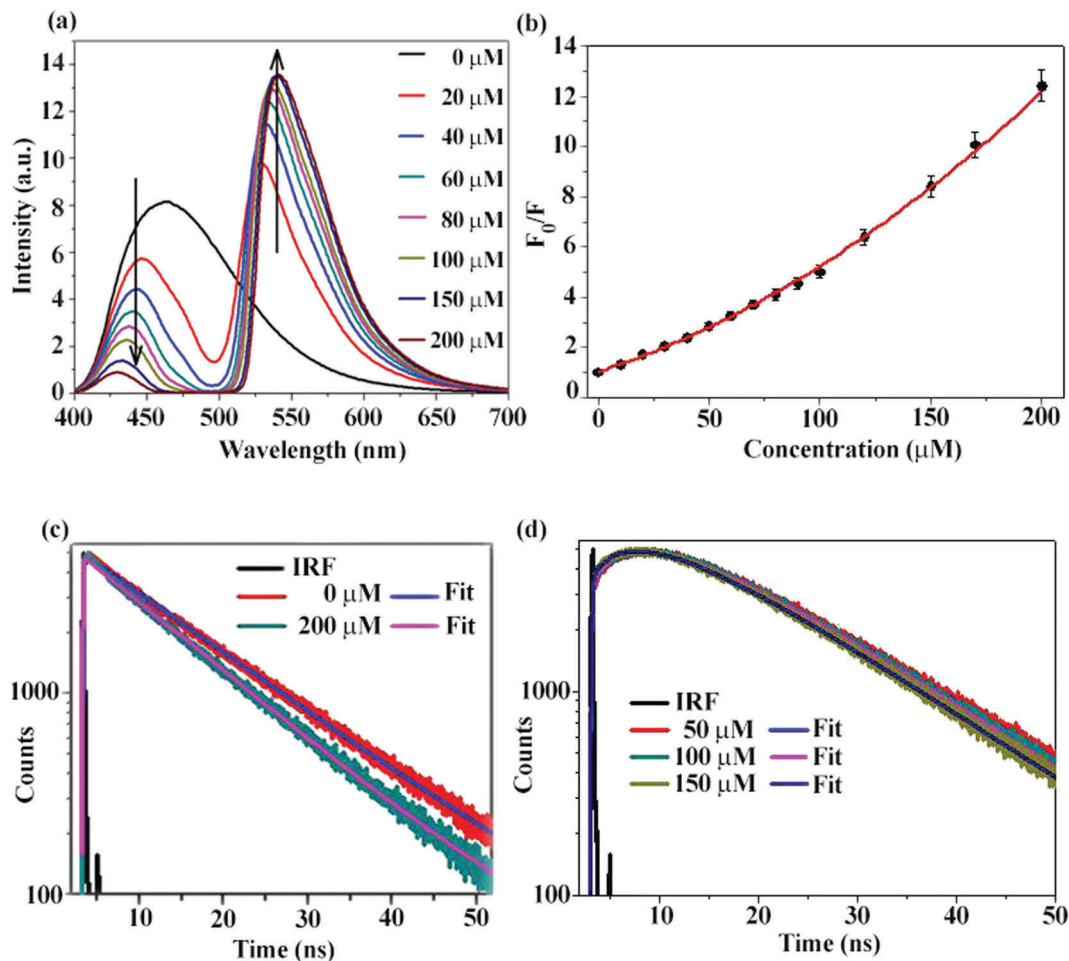 (a)
Intensity (a.u.)
14
12
10
8
6
4
2
0
400 450 500 550 600 650 700
Wavelength (nm)
0 μM
20 μM
40 μM
60 μM
80 μM
100 μM
150 μM
200 μM
(b)
F0/F
14
12
10
8
6
4
2
0
0 50 100 150 200
Concentration (μM)
(c)
Counts
1000
100
10 20 30 40 50
Time (ns)
IRF
0 μM Fit
200 μM Fit
(d)
Counts
1000
100
10 20 30 40 50
Time (ns)
IRF
50 μM Fit
100 μM Fit
150 μM Fit